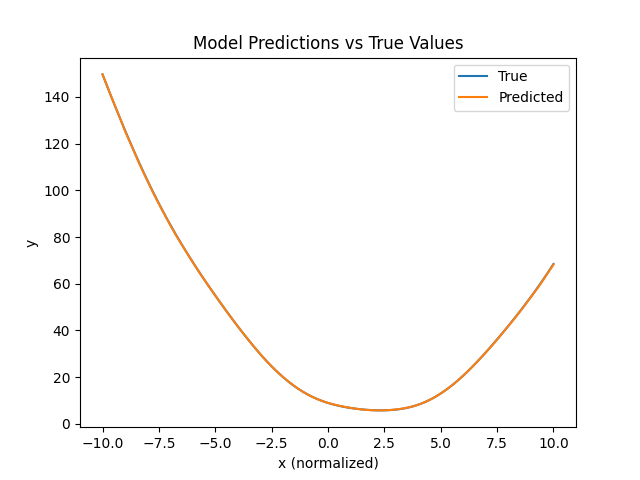 Model Predictions vs True Values
True
Predicted
140
120
100
80
60
40
20
0
y
−10.0 −7.5 −5.0 −2.5 0.0 2.5 5.0 7.5 10.0
x (normalized)